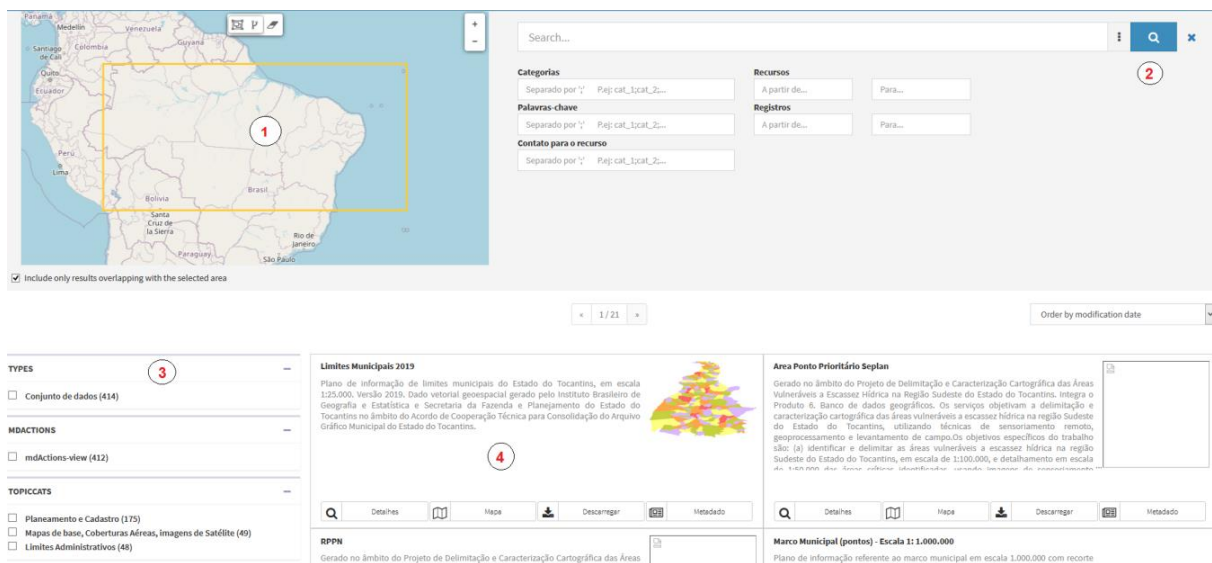 Panama
Medellín
Venezuela
Guyana
Santiago de Cali
Colombia
Quito
Ecuador
Perú
Lima
Brasil
Bolivia
Santa Cruz de la Sierra
Paraguay
Rio de Janeiro
São Paulo
+
-
1
Include only results overlapping with the selected area
Search...
2
Categorias
Separado por ';' P.ej: cat_1;cat_2;...
Palavras-chave
Separado por ';' P.ej: cat_1;cat_2;...
Contato para o recurso
Separado por ';' P.ej: cat_1;cat_2;...
Recursos
A partir de... Para...
Registros
A partir de... Para...
« 1 / 21 »
Order by modification date
TYPES
3
Conjunto de dados (414)
MDACTIONS
mdActions-view (412)
TOPICCATS
Planeamento e Cadastro (175)
Mapas de base, Coberturas Aéreas, imagens de Satélite (49)
Limites Administrativos (48)
Limites Municipais 2019
Plano de informação de limites municipais do Estado do Tocantins, em escala
1:25.000. Versão 2019. Dado vetorial geoespacial gerado pelo Instituto Brasileiro de
Geografia e Estatística e Secretaria da Fazenda e Planejamento do Estado do
Tocantins no âmbito do Acordo de Cooperação Técnica para Consolidação do Arquivo
Gráfico Municipal do Estado do Tocantins.
4
Detalhes Mapa Descarregar Metadado
Area Ponto Prioritário Seplan
Gerado no âmbito do Projeto de Delimitação e Caracterização Cartográfica das Áreas
Vulneráveis a Escassez Hídrica na Região Sudeste do Estado do Tocantins. Integra o
Produto 6. Banco de dados geográficos. Os serviços objetivam a delimitação e
caracterização cartográfica das áreas vulneráveis a escassez hídrica na região Sudeste
do Estado do Tocantins, utilizando técnicas de sensoriamento remoto,
geoprocessamento e levantamento de campo.Os objetivos específicos do trabalho
são: (a) identificar e delimitar as áreas vulneráveis a escassez hídrica na região
Sudeste do Estado do Tocantins, em escala de 1:100.000, e detalhamento em escala
de 1:50.000 das áreas críticas identificadas, usando imagens de sensoriamento
Detalhes Mapa Descarregar Metadado
RPPN
Gerado no âmbito do Projeto de Delimitação e Caracterização Cartográfica das Áreas
Marco Municipal (pontos) - Escala 1: 1.000.000
Plano de informação referente ao marco municipal em escala 1.000.000 com recorte